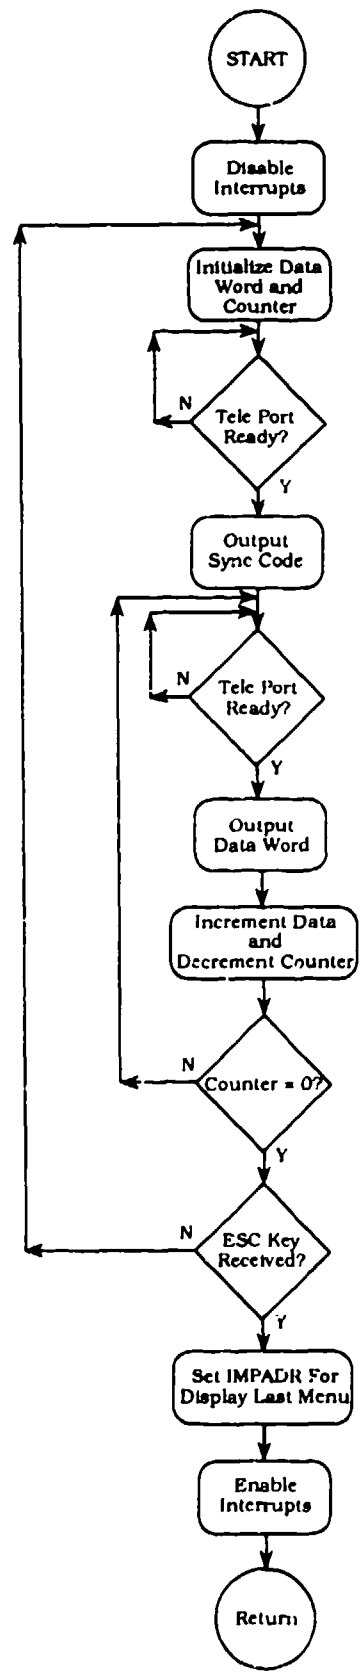 START
Disable
Interrupts
Initialize Data
Word and
Counter
N
Tele Port
Ready?
Y
Output
Sync Code
N
Tele Port
Ready?
Y
Output
Data Word
Increment Data
and
Decrement Counter
N
Counter = 0?
Y
N
ESC Key
Received?
Y
Set IMPADR For
Display Last Menu
Enable
Interrupts
Return